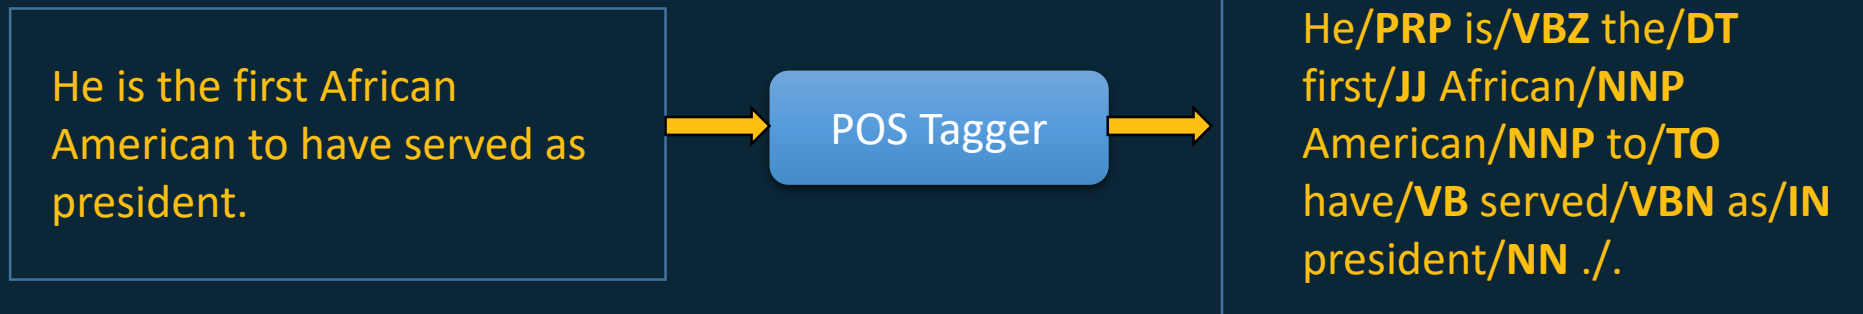 He is the first African
American to have served as
president.
POS Tagger
He/PRP is/VBZ the/DT
first/JJ African/NNP
American/NNP to/TO
have/VB served/VBN as/IN
president/NN ./.